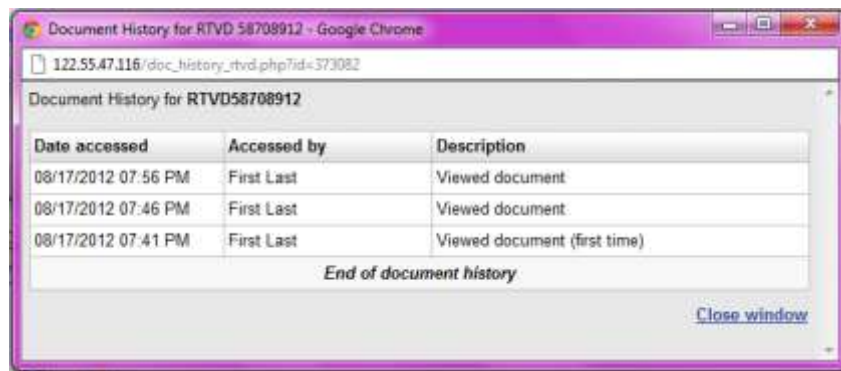 Document History for RTVD 58708912 - Google Chrome
122.55.47.116/doc_history_rtvd.php?id=373082
Document History for RTVD58708912
Date accessed Accessed by Description
08/17/2012 07:56 PM First Last Viewed document
08/17/2012 07:46 PM First Last Viewed document
08/17/2012 07:41 PM First Last Viewed document (first time)
End of document history
Close window